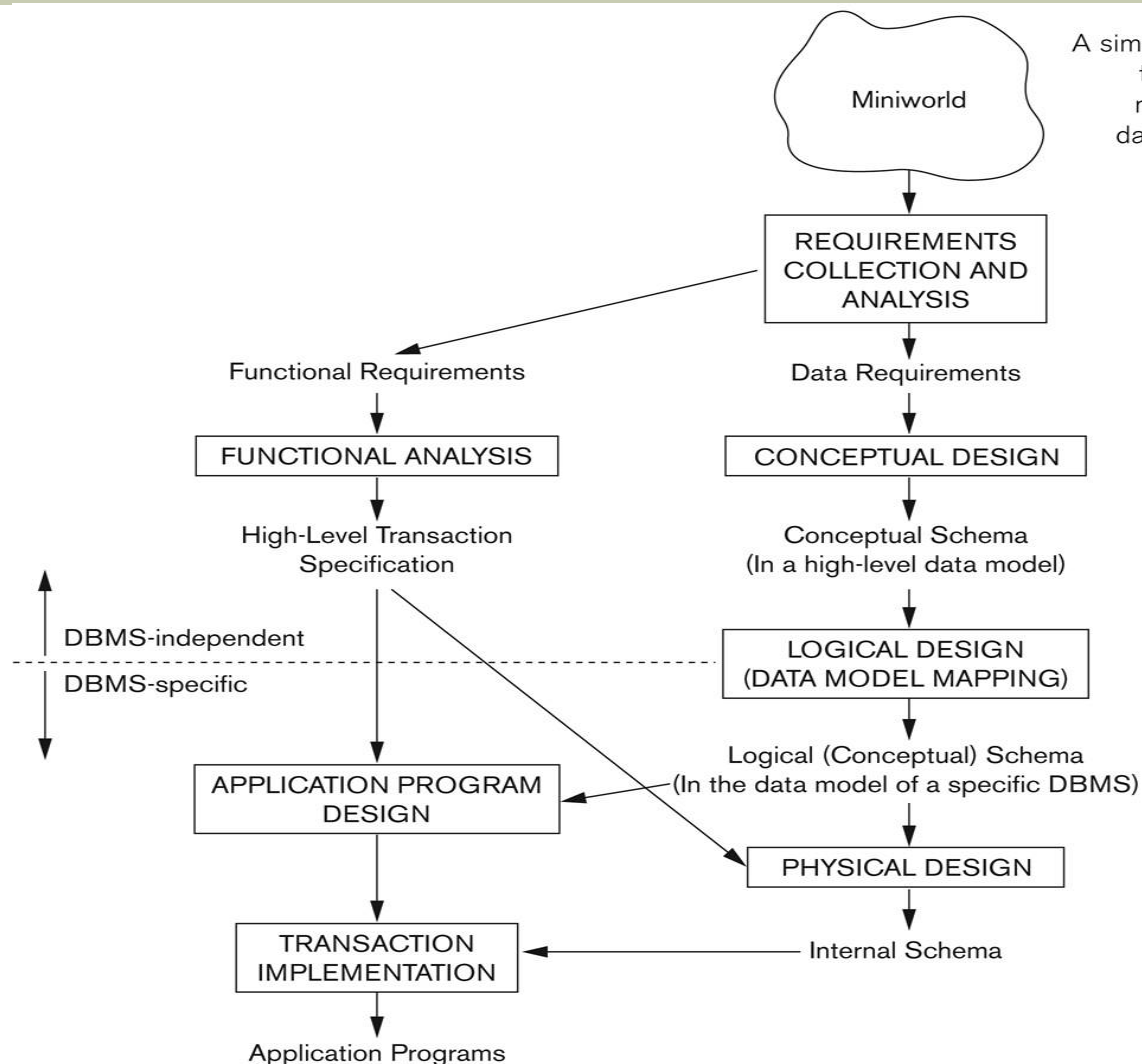 Miniworld
A sim
t
r
da
REQUIREMENTS
COLLECTION AND
ANALYSIS
Functional Requirements
Data Requirements
FUNCTIONAL ANALYSIS
CONCEPTUAL DESIGN
High-Level Transaction
Specification
Conceptual Schema
(In a high-level data model)
DBMS-independent
DBMS-specific
LOGICAL DESIGN
(DATA MODEL MAPPING)
Logical (Conceptual) Schema
(In the data model of a specific DBMS)
APPLICATION PROGRAM
DESIGN
PHYSICAL DESIGN
TRANSACTION
IMPLEMENTATION
Internal Schema
Application Programs